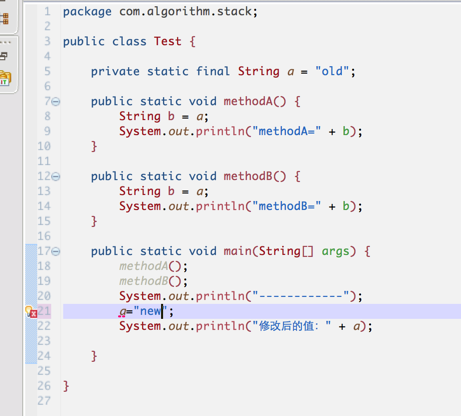 1 package com.algorithm.stack;
2
3 public class Test {
4
5 private static final String a = "old";
6
7 public static void methodA() {
8 String b = a;
9 System.out.println("methodA=" + b);
10 }
11
12 public static void methodB() {
13 String b = a;
14 System.out.println("methodB=" + b);
15 }
16
17 public static void main(String[] args) {
18 methodA();
19 methodB();
20 System.out.println("------------");
21 a="new";
22 System.out.println("修改后的值：" + a);
23
24 }
25
26 }
27